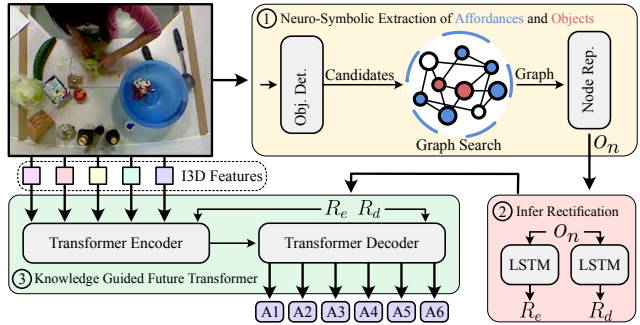 1 Neuro-Symbolic Extraction of Affordances and Objects
Obj. Det.
Candidates
Graph
Node Rep.
Graph Search
O_n
I3D Features
R_e R_d
Transformer Encoder
Transformer Decoder
3 Knowledge Guided Future Transformer
A1 A2 A3 A4 A5 A6
2 Infer Rectification
O_n
LSTM LSTM
R_e R_d